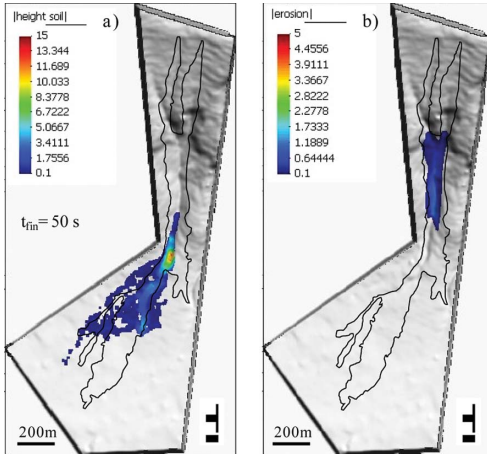 |height soil|
a)
15
13.344
11.689
10.033
8.3778
6.7222
5.0667
3.4111
1.7556
0.1
tfin= 50 s
200m
|erosion|
b)
5
4.4556
3.9111
3.3667
2.8222
2.2778
1.7333
1.1889
0.64444
0.1
200m